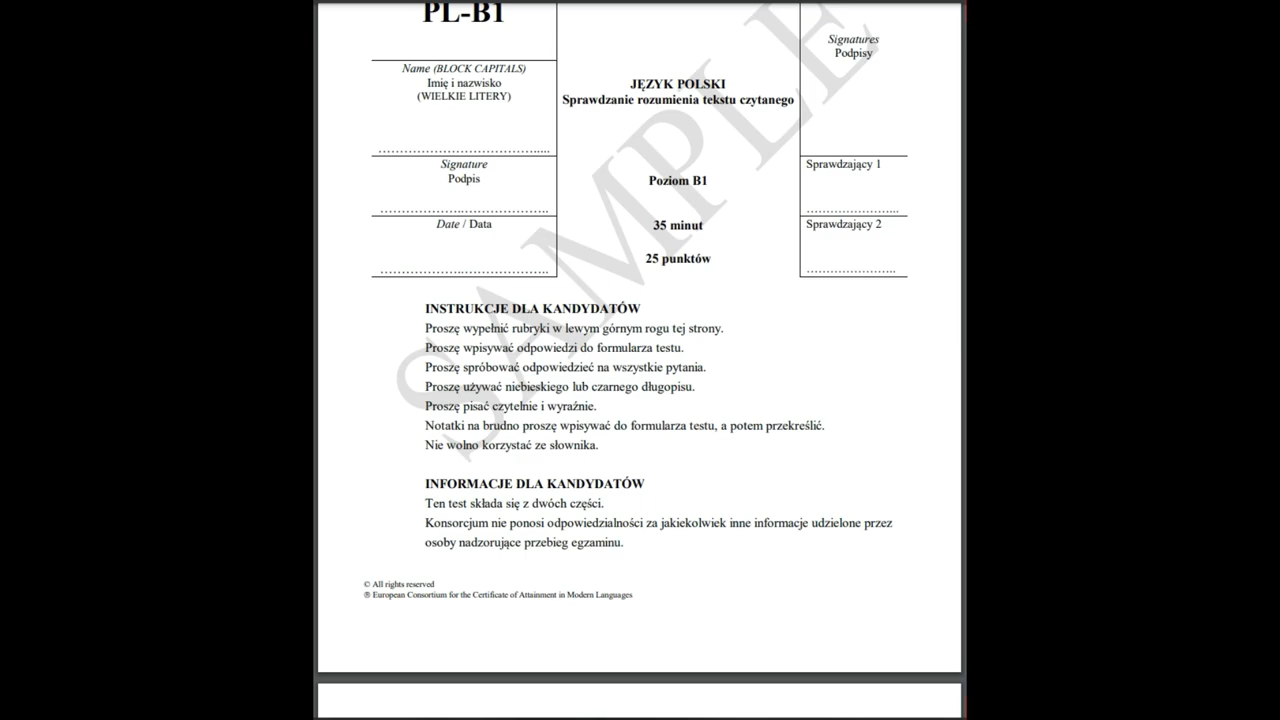 PL-B1
Name (BLOCK CAPITALS)
Imię i nazwisko
(WIELKIE LITERY)
……………………………….....
Signature
Podpis
………………..……………….
Date / Data
………………..……………….
JĘZYK POLSKI
Sprawdzanie rozumienia tekstu czytanego
Poziom B1
35 minut
25 punktów
Signatures
Podpisy
Sprawdzający 1
…………………...
Sprawdzający 2
…………………..
SAMPLE
INSTRUKCJE DLA KANDYDATÓW
Proszę wypełnić rubryki w lewym górnym rogu tej strony.
Proszę wpisywać odpowiedzi do formularza testu.
Proszę spróbować odpowiedzieć na wszystkie pytania.
Proszę używać niebieskiego lub czarnego długopisu.
Proszę pisać czytelnie i wyraźnie.
Notatki na brudno proszę wpisywać do formularza testu, a potem przekreślić.
Nie wolno korzystać ze słownika.
INFORMACJE DLA KANDYDATÓW
Ten test składa się z dwóch części.
Konsorcjum nie ponosi odpowiedzialności za jakiekolwiek inne informacje udzielone przez
osoby nadzorujące przebieg egzaminu.
© All rights reserved
® European Consortium for the Certificate of Attainment in Modern Languages